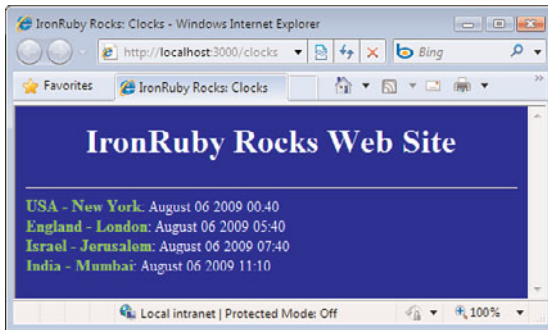 IronRuby Rocks: Clocks - Windows Internet Explorer
http://localhost:3000/clocks
Bing
Favorites
IronRuby Rocks: Clocks
IronRuby Rocks Web Site
USA - New York: August 06 2009 00:40
England - London: August 06 2009 05:40
Israel - Jerusalem: August 06 2009 07:40
India - Mumbai: August 06 2009 11:10
Local intranet | Protected Mode: Off
100%